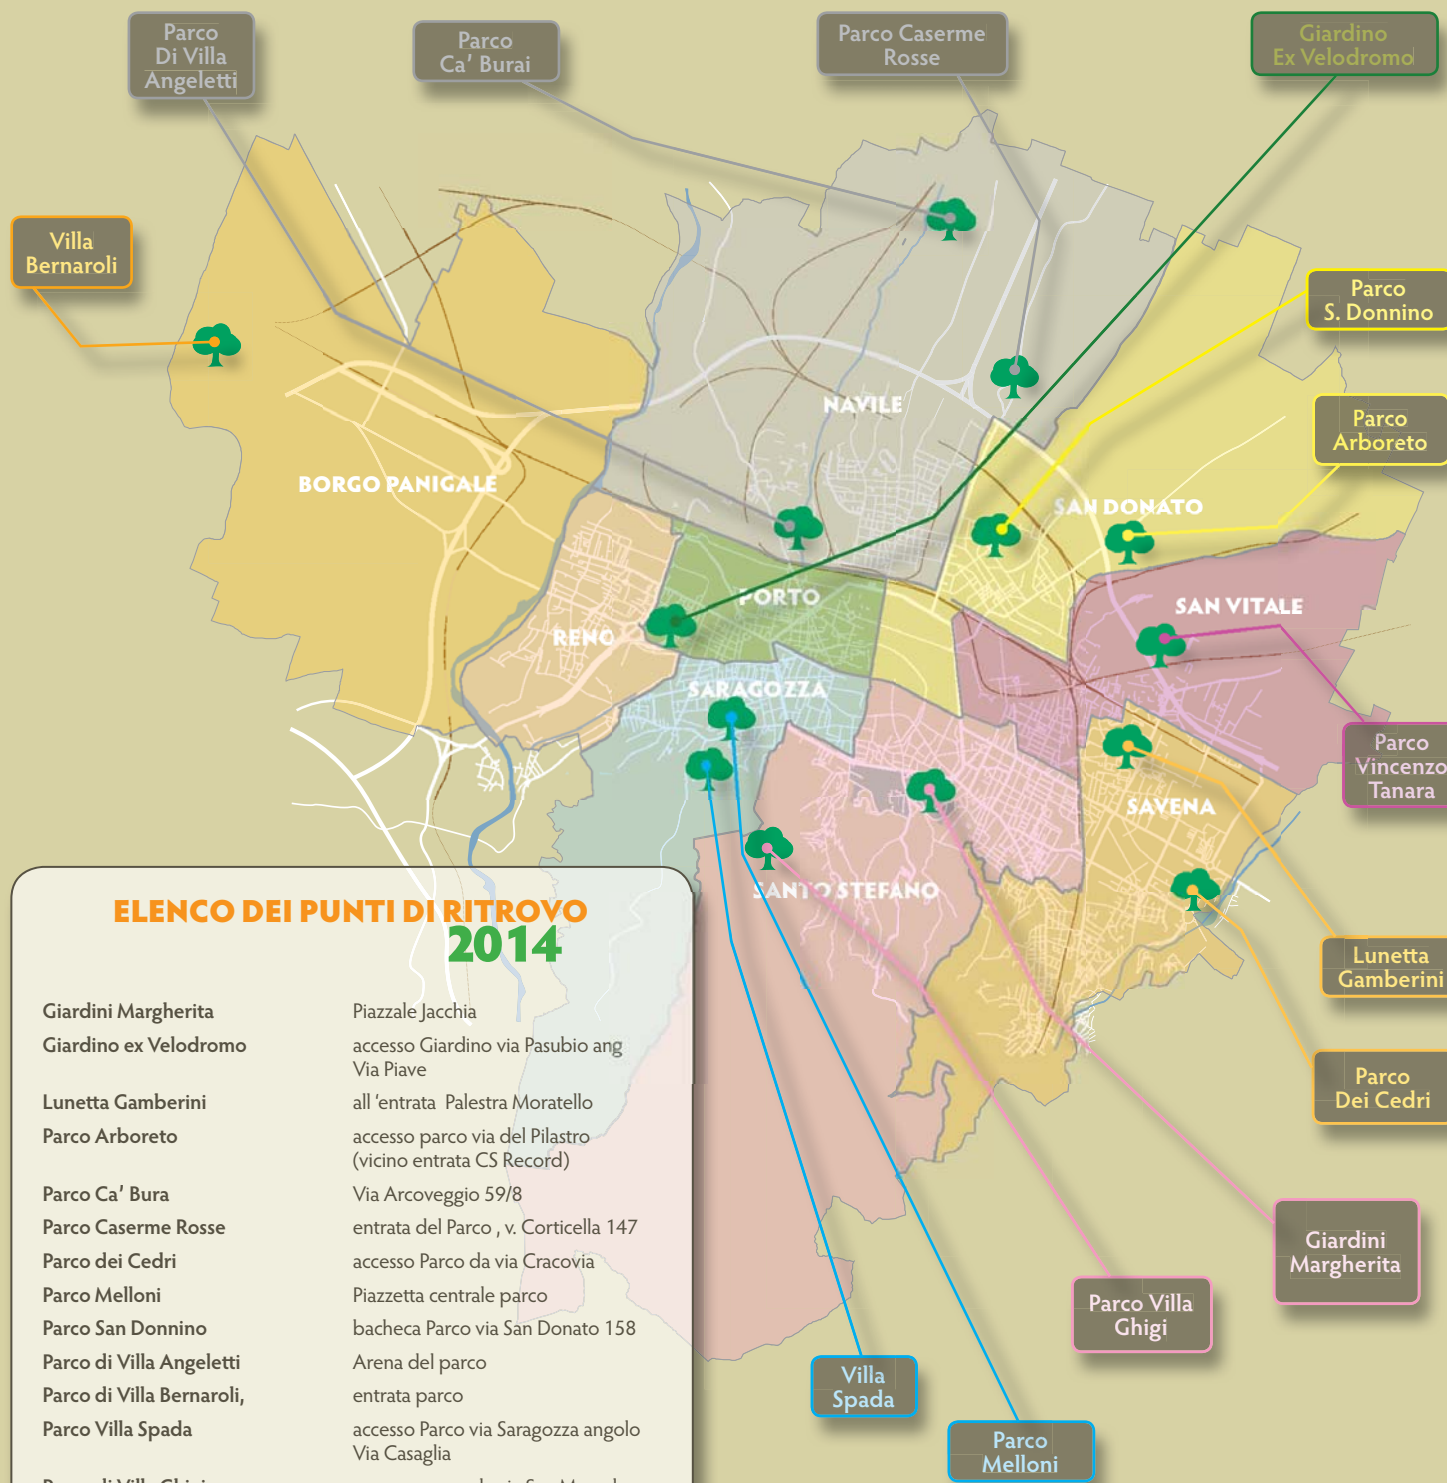 Parco
Di Villa
Angeletti
Parco
Ca' Burai
Parco Caserme
Rosse
Giardino
Ex Velodromo
Villa
Bernaroli
Parco
S. Donnino
Parco
Arboreto
NAVILE
BORGO PANIGALE
SAN DONATO
PORTO
SAN VITALE
RENO
SARAGOZZA
Parco
Vincenzo
Tanara
SAVENA
SANTO STEFANO
Lunetta
Gamberini
Parco
Dei Cedri
Giardini
Margherita
Parco Villa
Ghigi
Villa
Spada
Parco
Melloni
ELENCO DEI PUNTI DI RITROVO
2014
Giardini Margherita Piazzale Jacchia
Giardino ex Velodromo accesso Giardino via Pasubio ang
Via Piave
Lunetta Gamberini all 'entrata Palestra Moratello
Parco Arboreto accesso parco via del Pilastro
(vicino entrata CS Record)
Parco Ca' Bura Via Arcoveggio 59/8
Parco Caserme Rosse entrata del Parco , v. Corticella 147
Parco dei Cedri accesso Parco da via Cracovia
Parco Melloni Piazzetta centrale parco
Parco San Donnino bacheca Parco via San Donato 158
Parco di Villa Angeletti Arena del parco
Parco di Villa Bernaroli, entrata parco
Parco Villa Spada accesso Parco via Saragozza angolo
Via Casaglia